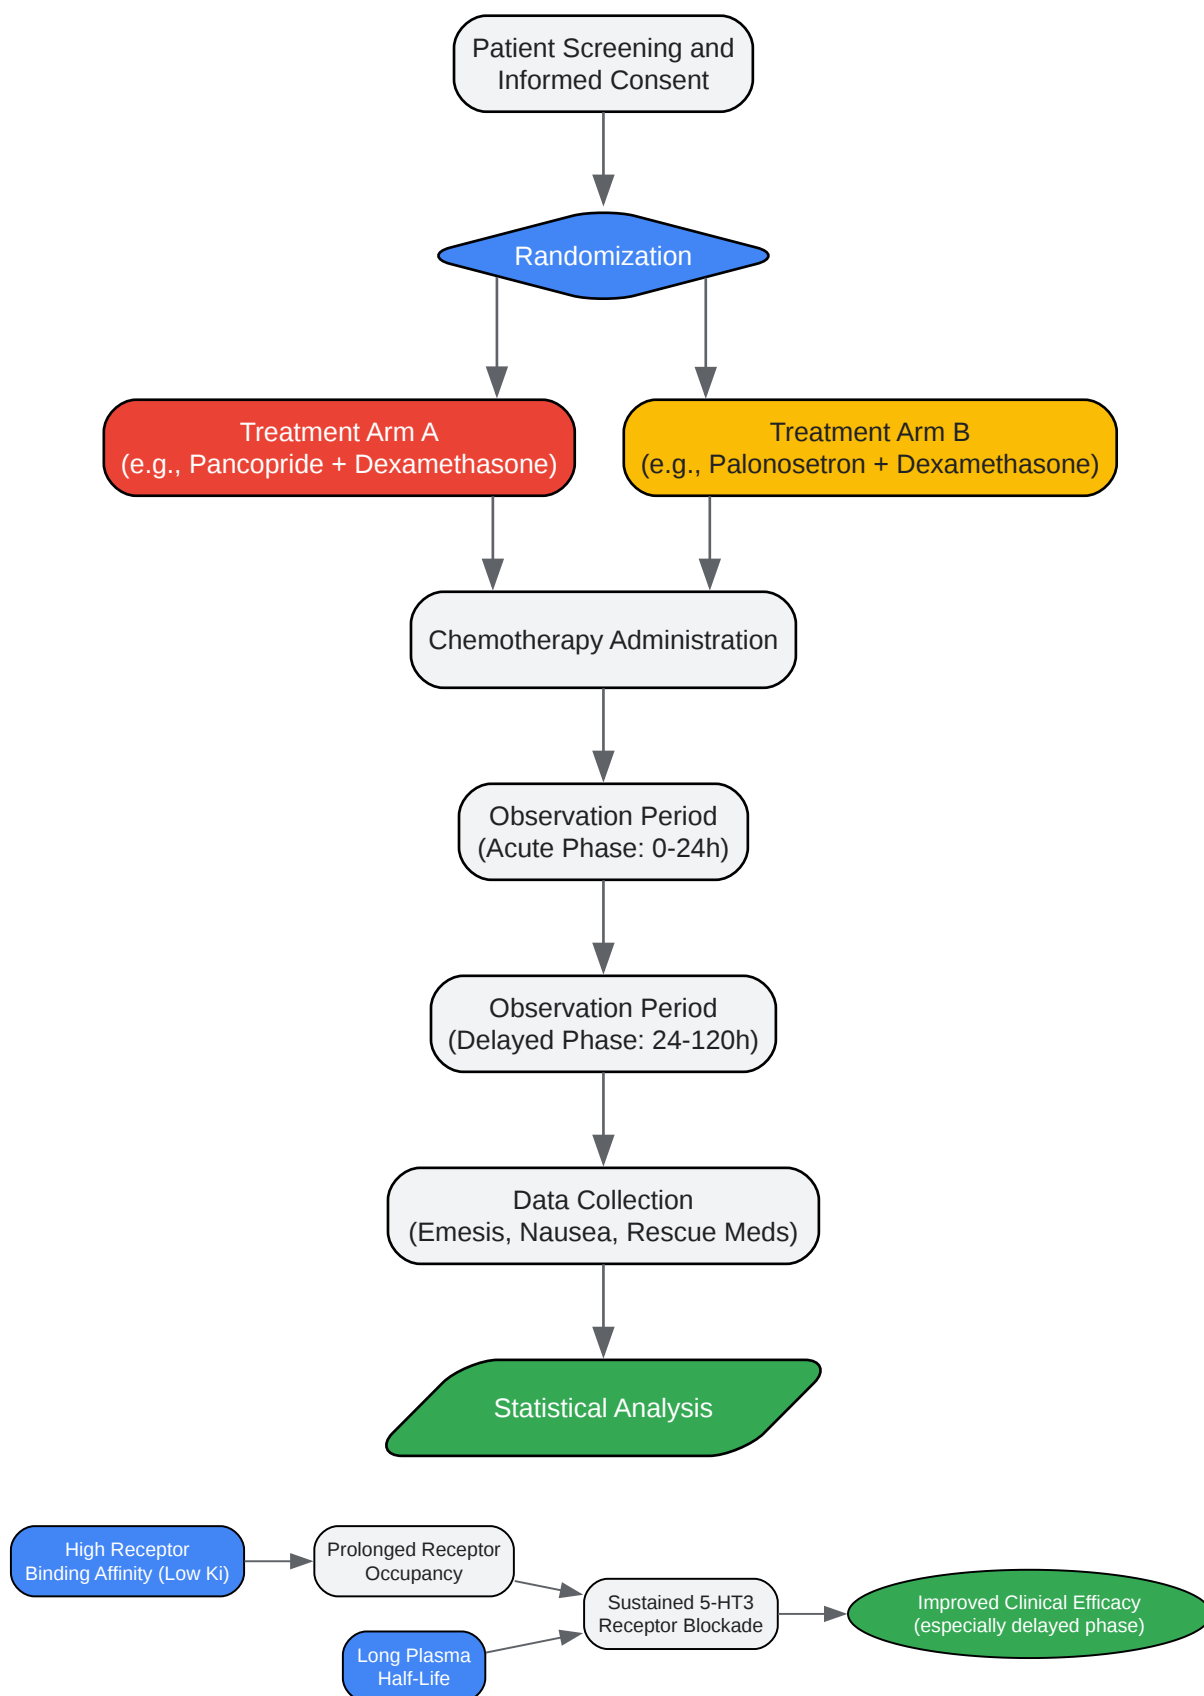 Patient Screening and
Informed Consent
Randomization
Treatment Arm A
(e.g., Pancopride + Dexamethasone)
Treatment Arm B
(e.g., Palonosetron + Dexamethasone)
Chemotherapy Administration
Observation Period
(Acute Phase: 0-24h)
Observation Period
(Delayed Phase: 24-120h)
Data Collection
(Emesis, Nausea, Rescue Meds)
Statistical Analysis
High Receptor
Binding Affinity (Low Ki)
Prolonged Receptor
Occupancy
Long Plasma
Half-Life
Sustained 5-HT3
Receptor Blockade
Improved Clinical Efficacy
(especially delayed phase)